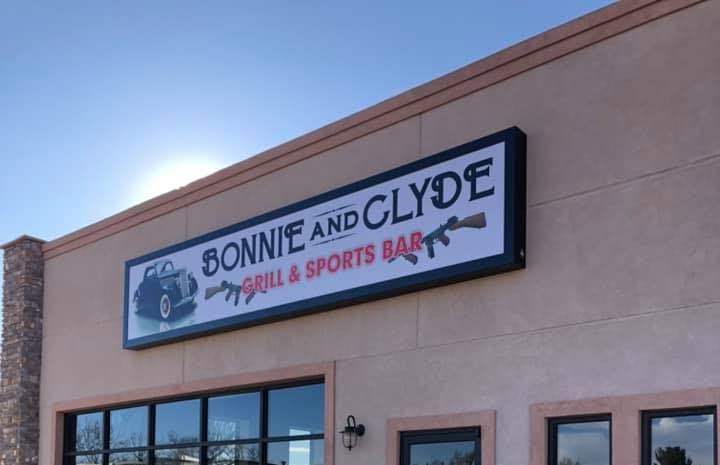 BONNIE AND CLYDE
GRILL & SPORTS BAR